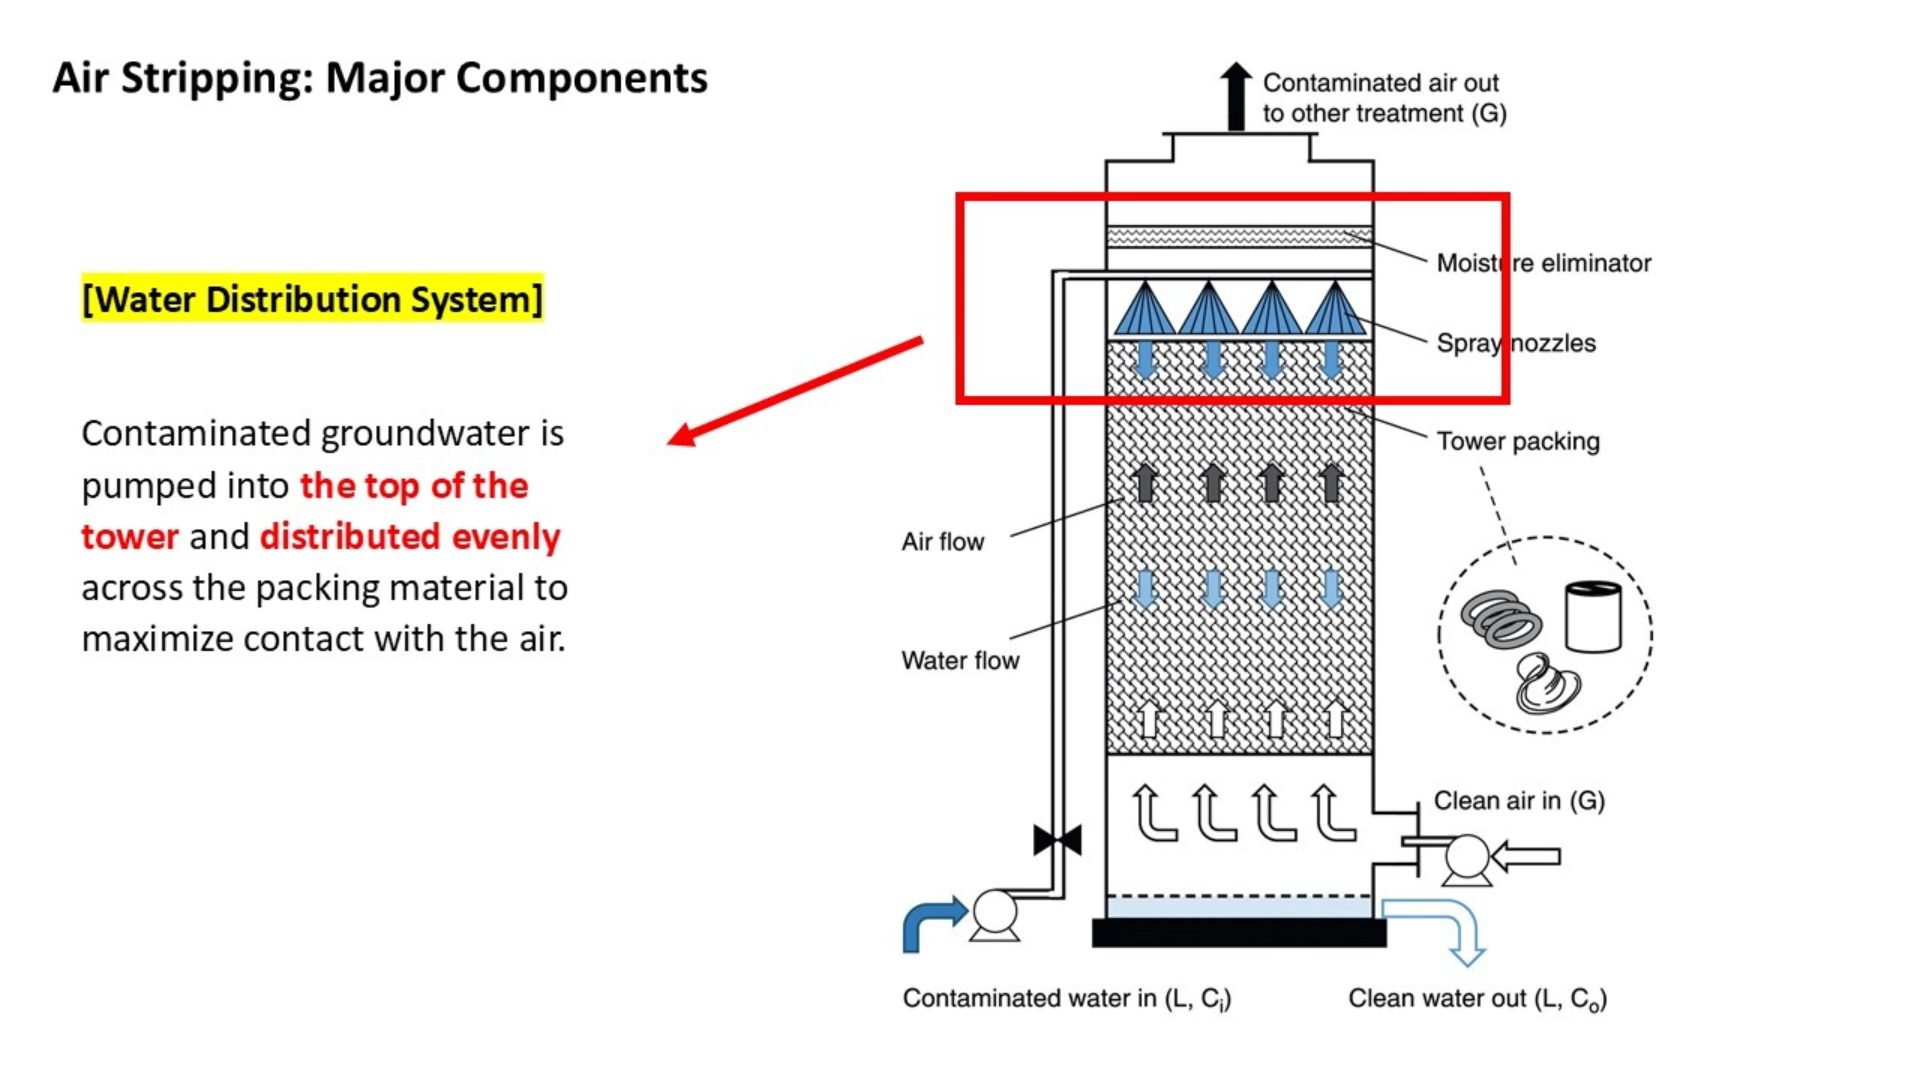 Air Stripping: Major Components
[Water Distribution System]
Contaminated groundwater is
pumped into the top of the
tower and distributed evenly
across the packing material to
maximize contact with the air.
Contaminated air out
to other treatment (G)
Moisture eliminator
Spray nozzles
Tower packing
Air flow
Water flow
Clean air in (G)
Contaminated water in (L, Cᵢ)
Clean water out (L, Cₒ)